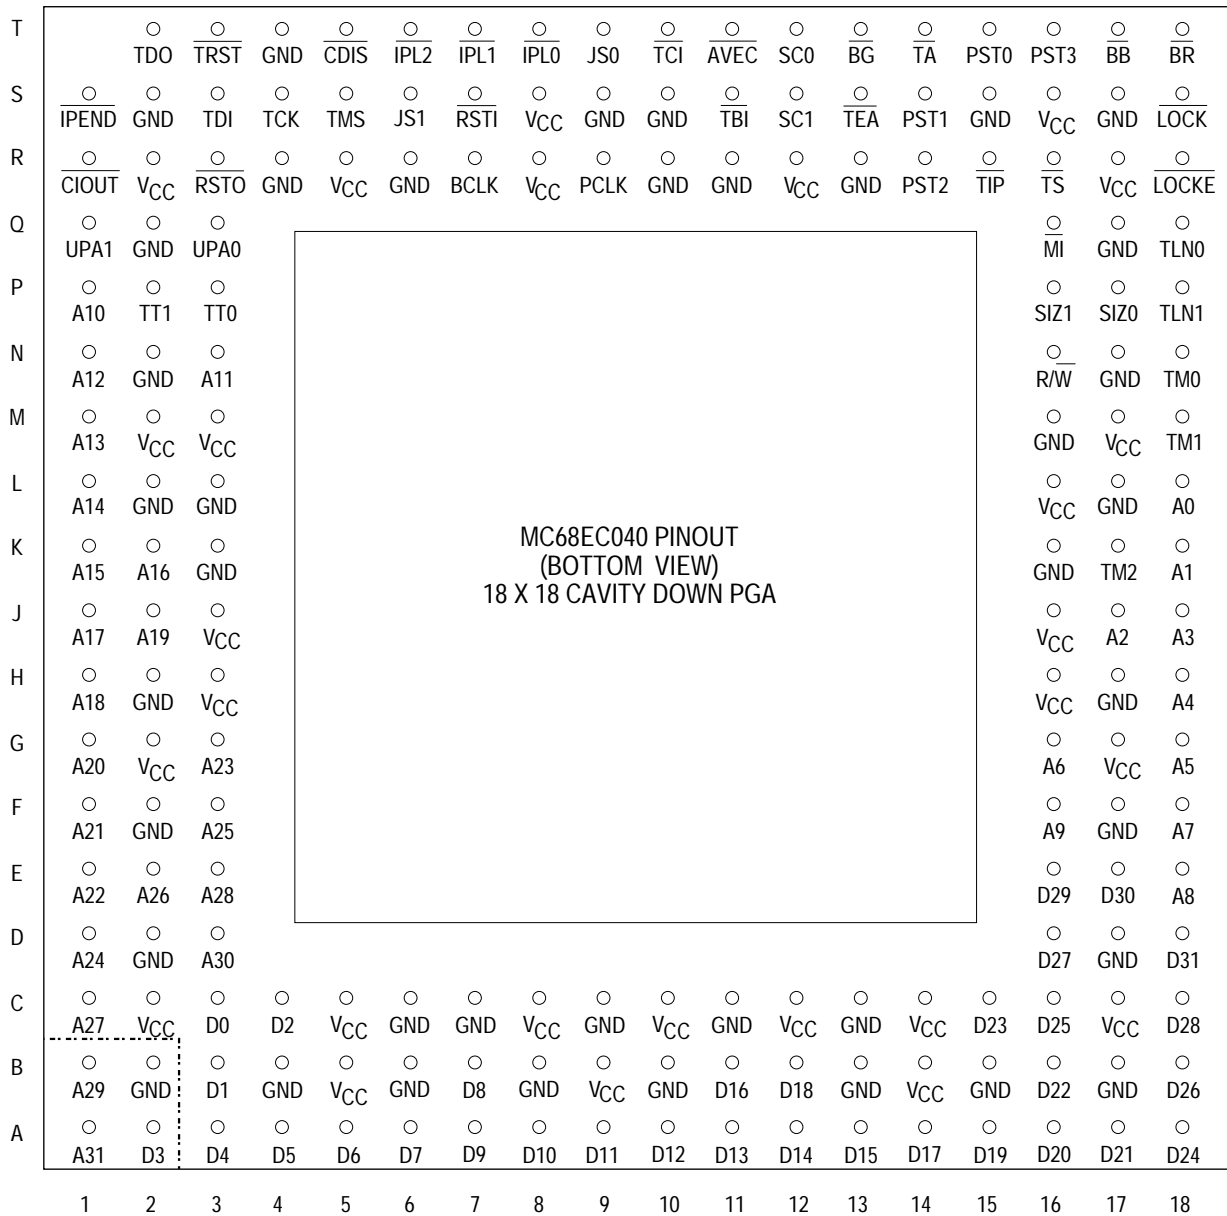 T
TDO TRST GND CDIS IPL2 IPL1 IPL0 JS0 TCI AVEC SC0 BG TA PST0 PST3 BB BR
S
IPEND GND TDI TCK TMS JS1 RSTI VCC GND GND TBI SC1 TEA PST1 GND VCC GND LOCK
R
CIOUT VCC RSTO GND VCC GND BCLK VCC PCLK GND GND VCC GND PST2 TIP TS VCC LOCKE
Q
UPA1 GND UPA0 MI GND TLN0
P
A10 TT1 TT0 SIZ1 SIZ0 TLN1
N
A12 GND A11 R/W GND TM0
M
A13 VCC VCC GND VCC TM1
L
A14 GND GND VCC GND A0
MC68EC040 PINOUT
(BOTTOM VIEW)
18 X 18 CAVITY DOWN PGA
K
A15 A16 GND GND TM2 A1
J
A17 A19 VCC VCC A2 A3
H
A18 GND VCC VCC GND A4
G
A20 VCC A23 A6 VCC A5
F
A21 GND A25 A9 GND A7
E
A22 A26 A28 D29 D30 A8
D
A24 GND A30 D27 GND D31
C
A27 VCC D0 D2 VCC GND GND VCC GND VCC GND VCC GND VCC D23 D25 VCC D28
B
A29 GND D1 GND VCC GND D8 GND VCC GND D16 D18 GND VCC GND D22 GND D26
A
A31 D3 D4 D5 D6 D7 D9 D10 D11 D12 D13 D14 D15 D17 D19 D20 D21 D24
1 2 3 4 5 6 7 8 9 10 11 12 13 14 15 16 17 18